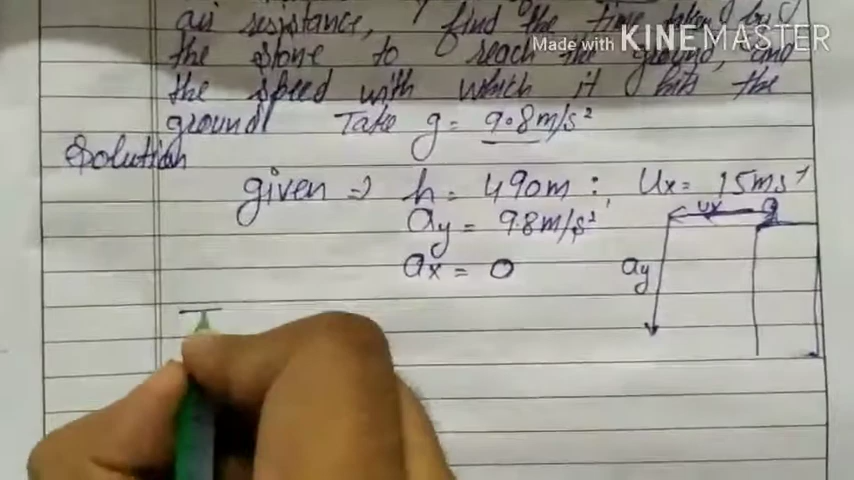 air resistance, find the time taken by
Made with KINEMASTER
the stone to reach the ground, and
the speed with which it hits the
ground Take g = 9.8m/s²
Solution
given => h = 490m ; Ux = 15ms⁻¹
ay = 9.8m/s²
ax = 0
ux
ay
T